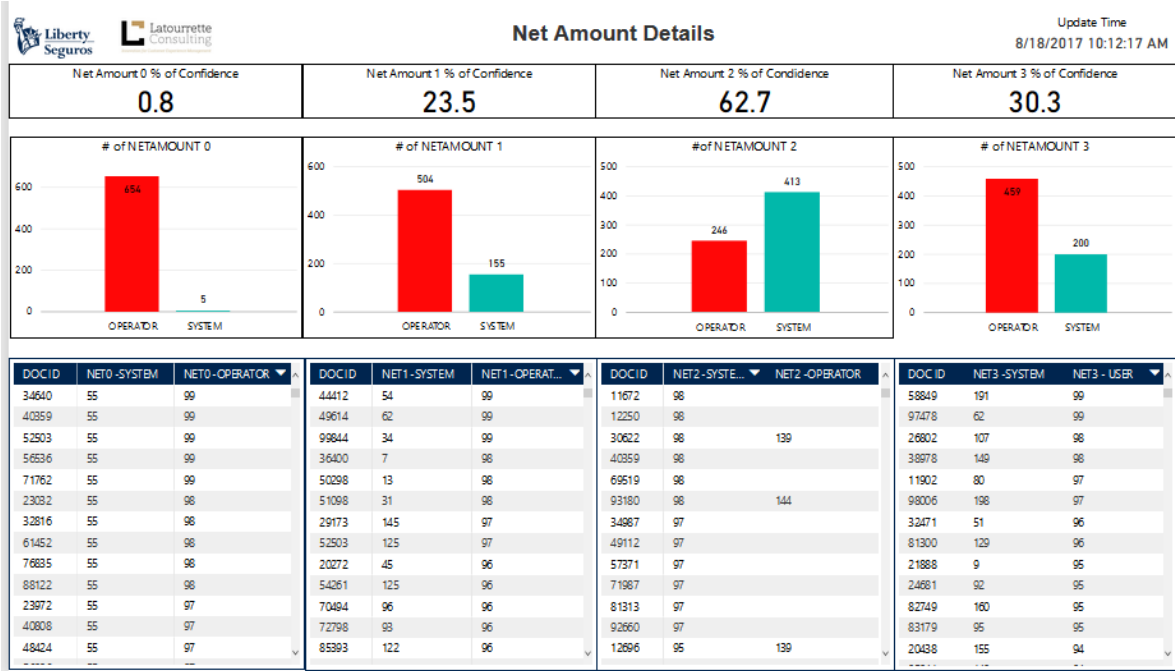 Liberty
Seguros
Latourrette
Consulting
Net Amount Details
Update Time
8/18/2017 10:12:17 AM
Net Amount 0 % of Confidence
0.8
Net Amount 1 % of Confidence
23.5
Net Amount 2 % of Condidence
62.7
Net Amount 3 % of Confidence
30.3
# of NETAMOUNT 0
600
400
200
0
654
5
OPERATOR SYSTEM
# of NETAMOUNT 1
600
400
200
0
504
155
OPERATOR SYSTEM
#of NETAMOUNT 2
500
400
300
200
100
0
246
413
OPERATOR SYSTEM
# of NETAMOUNT 3
500
400
300
200
100
0
459
200
OPERATOR SYSTEM
DOCID NET0 -SYSTEM NET0 -OPERATOR
34640 55 99
40359 55 99
52503 55 99
56536 55 99
71762 55 99
23032 55 98
32816 55 98
61452 55 98
76835 55 98
88122 55 98
23972 55 97
40808 55 97
48424 55 97
DOCID NET1 -SYSTEM NET1 -OPERAT...
44412 54 99
49614 62 99
99844 34 99
36400 7 98
50298 13 98
51098 31 98
29173 145 97
52503 125 97
20272 45 96
54261 125 96
70494 96 96
72798 93 96
85393 122 96
DOCID NET2 -SYSTE... NET2 -OPERATOR
11672 98
12250 98
30622 98 139
40359 98
69519 98
93180 98 144
34987 97
49112 97
57371 97
71987 97
81313 97
92660 97
12696 95 139
DOCID NET3 -SYSTEM NET3 - USER
58849 191 99
97478 62 99
26802 107 98
38978 149 98
11902 80 97
98006 198 97
32471 51 96
81300 129 96
21888 9 95
24681 92 95
82749 160 95
83179 95 95
20438 155 94